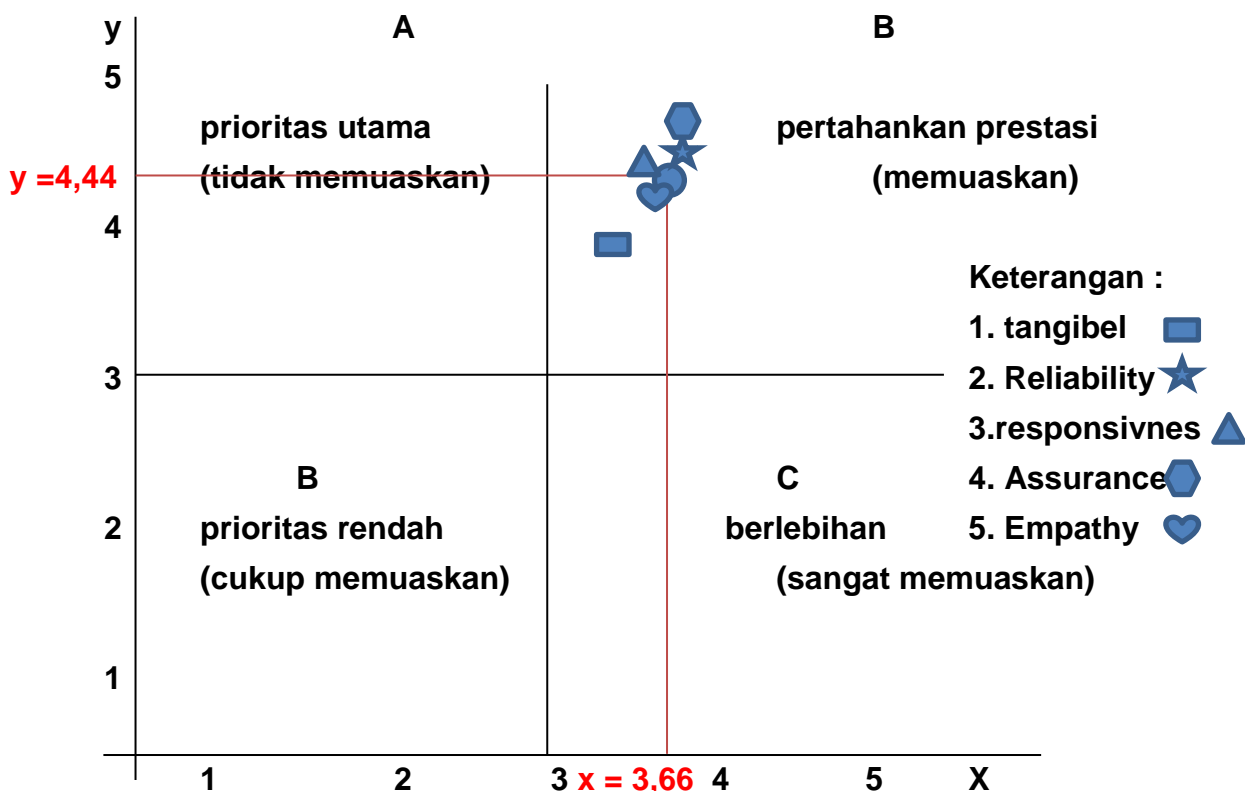 y A B
5
prioritas utama pertahankan prestasi
y =4,44 (tidak memuaskan) (memuaskan)
4
Keterangan :
1. tangibel
3 2. Reliability
3.responsivnes
B C 4. Assurance
2 prioritas rendah berlebihan 5. Empathy
(cukup memuaskan) (sangat memuaskan)
1
1 2 3 x = 3,66 4 5 X